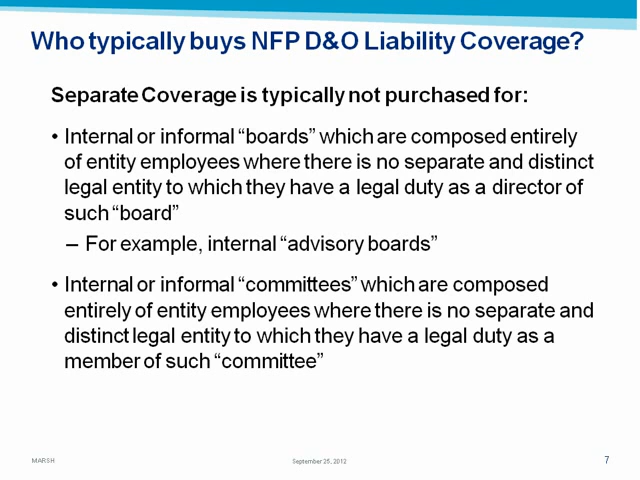 Who typically buys NFP D&O Liability Coverage?
Separate Coverage is typically not purchased for:
• Internal or informal “boards” which are composed entirely
of entity employees where there is no separate and distinct
legal entity to which they have a legal duty as a director of
such “board”
– For example, internal “advisory boards”
• Internal or informal “committees” which are composed
entirely of entity employees where there is no separate and
distinct legal entity to which they have a legal duty as a
member of such “committee”
MARSH
September 25, 2012
7